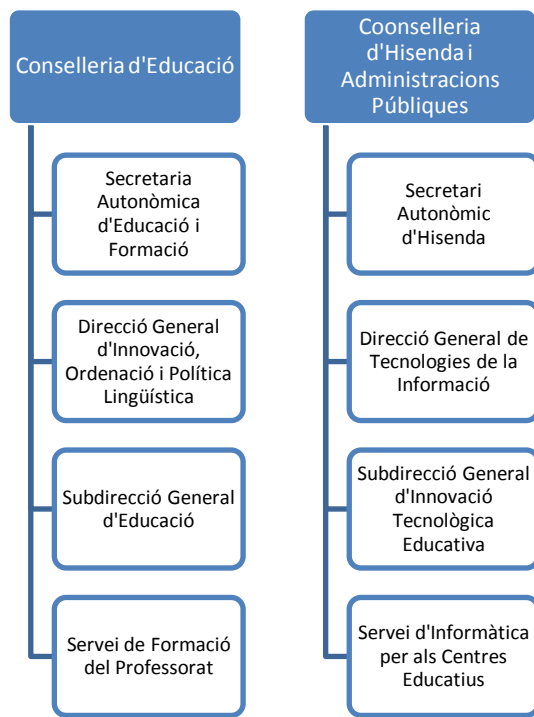 Conselleria d'Educació
Secretaria
Autonòmica
d'Educació i
Formació
Direcció General
d'Innovació,
Ordenació i Política
Lingüística
Subdirecció General
d'Educació
Servei de Formació
del Professorat
Coonselleria
d'Hisenda i
Administracions
Públiques
Secretari
Autonòmic
d'Hisenda
Direcció General de
Tecnologies de la
Informació
Subdirecció General
d'Innovació
Tecnològica
Educativa
Servei d'Informàtica
per als Centres
Educatius